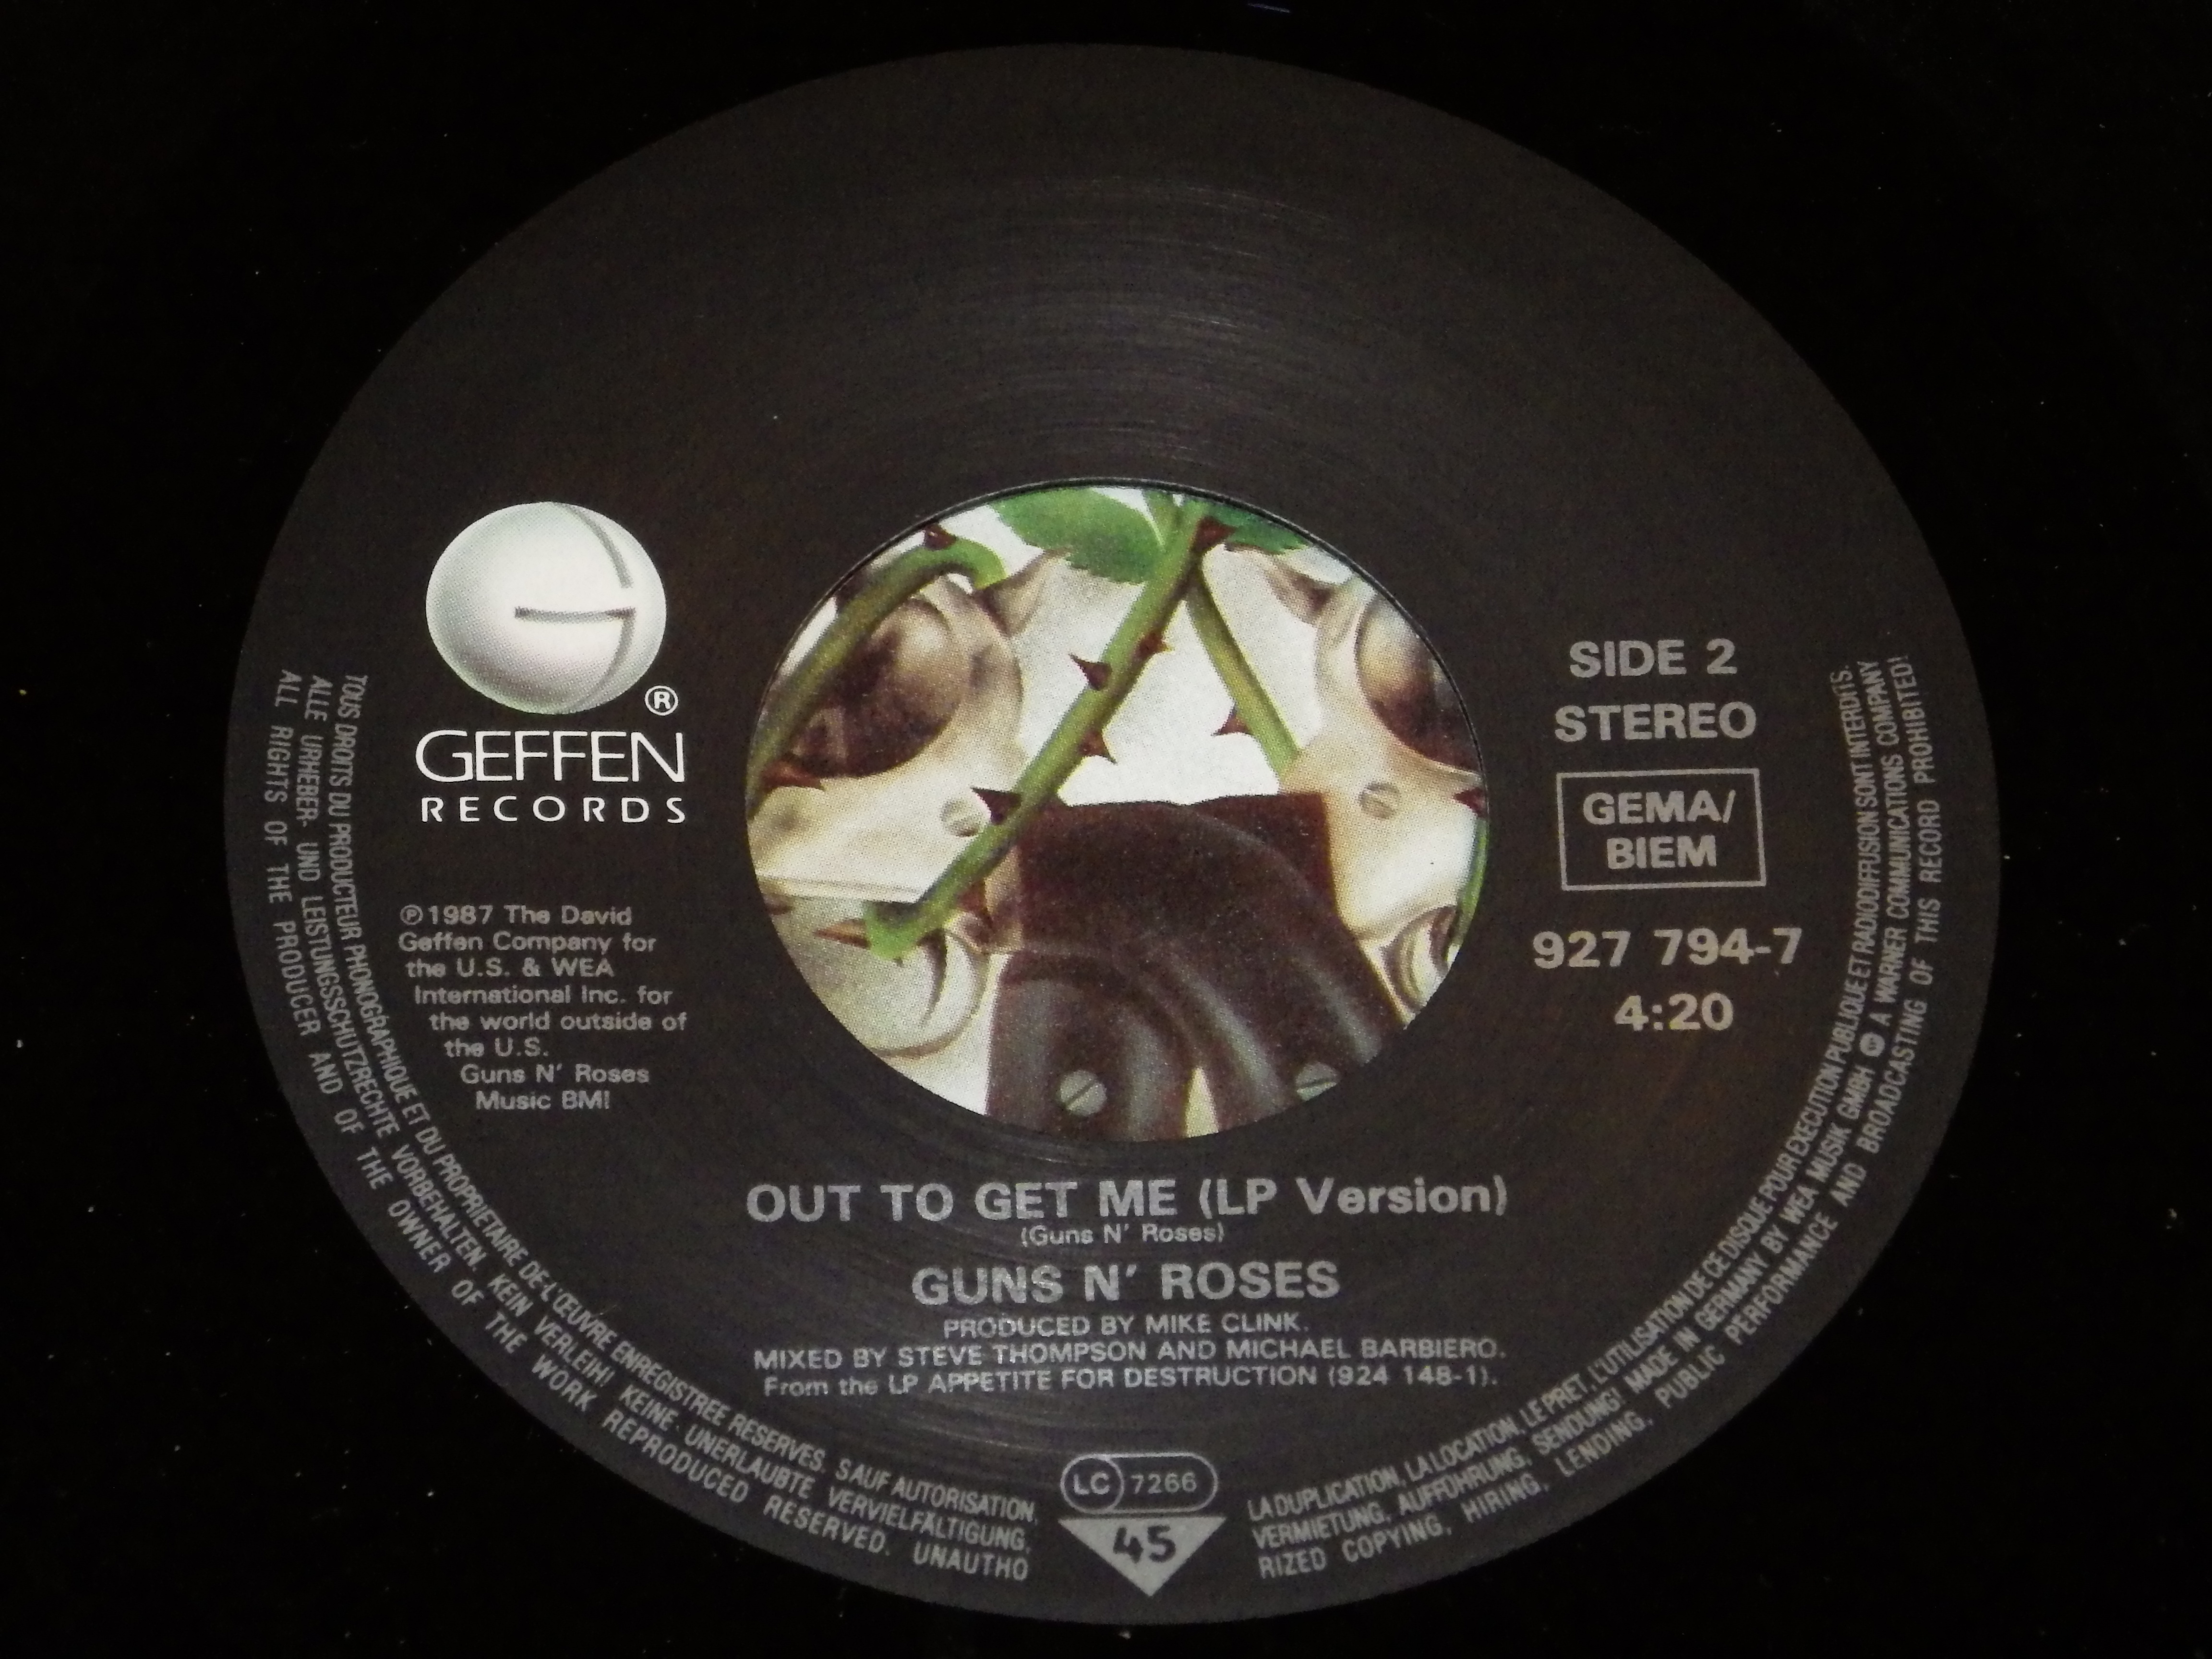 ®
GEFFEN
RECORDS
℗ 1987 The David
Geffen Company for
the U.S. & WEA
International Inc. for
the world outside of
the U.S.
Guns N' Roses
Music BMI
SIDE 2
STEREO
GEMA/
BIEM
927 794-7
4:20
OUT TO GET ME (LP Version)
(Guns N' Roses)
GUNS N' ROSES
PRODUCED BY MIKE CLINK.
MIXED BY STEVE THOMPSON AND MICHAEL BARBIERO.
From the LP APPETITE FOR DESTRUCTION (924 148-1).
LC 7266
45
TOUS DROITS DU PRODUCTEUR PHONOGRAPHIQUE ET DU PROPRIETAIRE DE L'ŒUVRE ENREGISTREE RESERVES. SAUF AUTORISATION,
LA DUPLICATION, LA LOCATION, LE PRET, L'UTILISATION DE CE DISQUE POUR EXECUTION PUBLIQUE ET RADIODIFFUSION SONT INTERDITS.
ALLE URHEBER- UND LEISTUNGSSCHUTZRECHTE VORBEHALTEN. KEIN VERLEIH! KEINE UNERLAUBTE VERVIELFÄLTIGUNG,
VERMIETUNG, AUFFÜHRUNG, SENDUNG! MADE IN GERMANY BY WEA MUSIK GMBH A WARNER COMMUNICATIONS COMPANY
ALL RIGHTS OF THE PRODUCER AND OF THE OWNER OF THE WORK REPRODUCED RESERVED. UNAUTHO
RIZED COPYING, HIRING, LENDING, PUBLIC PERFORMANCE AND BROADCASTING OF THIS RECORD PROHIBITED!